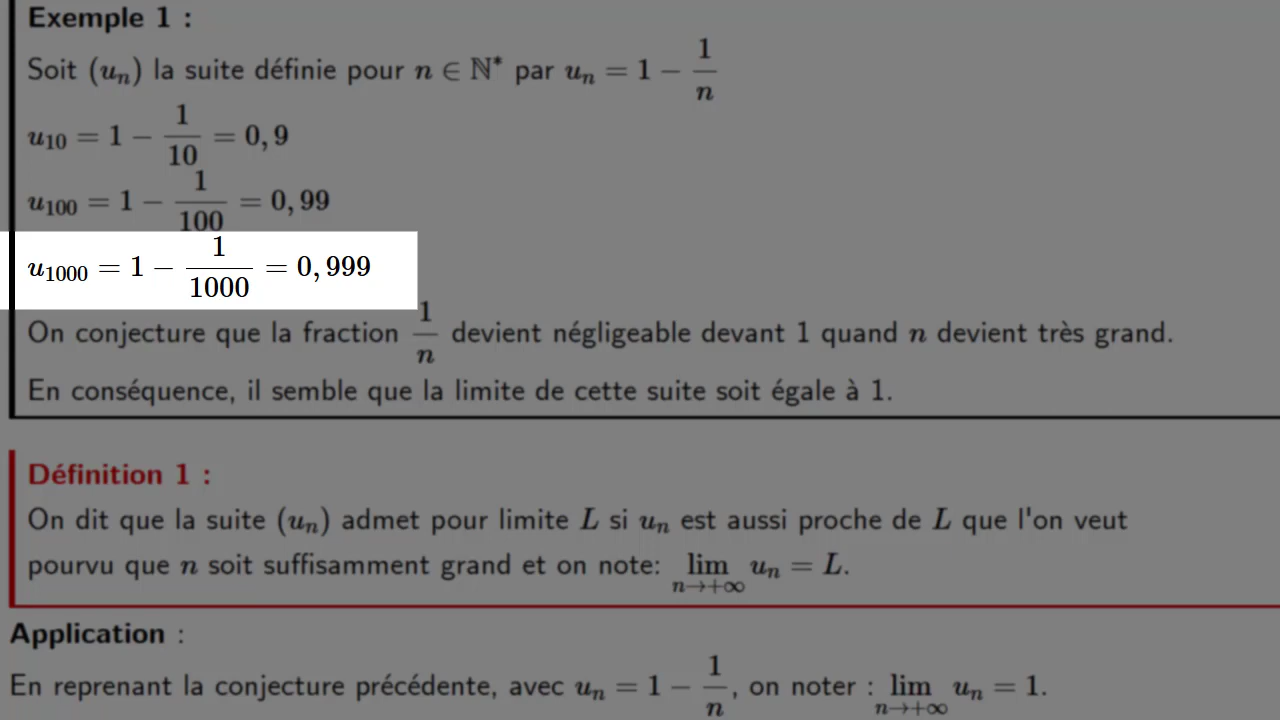 Exemple 1 :
Soit (uₙ) la suite définie pour n ∈ ℕ* par uₙ = 1 − 1/n
u₁₀ = 1 − 1/10 = 0, 9
u₁₀₀ = 1 − 1/100 = 0, 99
u₁₀₀₀ = 1 − 1/1000 = 0, 999
On conjecture que la fraction 1/n devient négligeable devant 1 quand n devient très grand.
En conséquence, il semble que la limite de cette suite soit égale à 1.
Définition 1 :
On dit que la suite (uₙ) admet pour limite L si uₙ est aussi proche de L que l'on veut
pourvu que n soit suffisamment grand et on note: lim n→+∞ uₙ = L.
Application :
En reprenant la conjecture précédente, avec uₙ = 1 − 1/n, on noter : lim n→+∞ uₙ = 1.